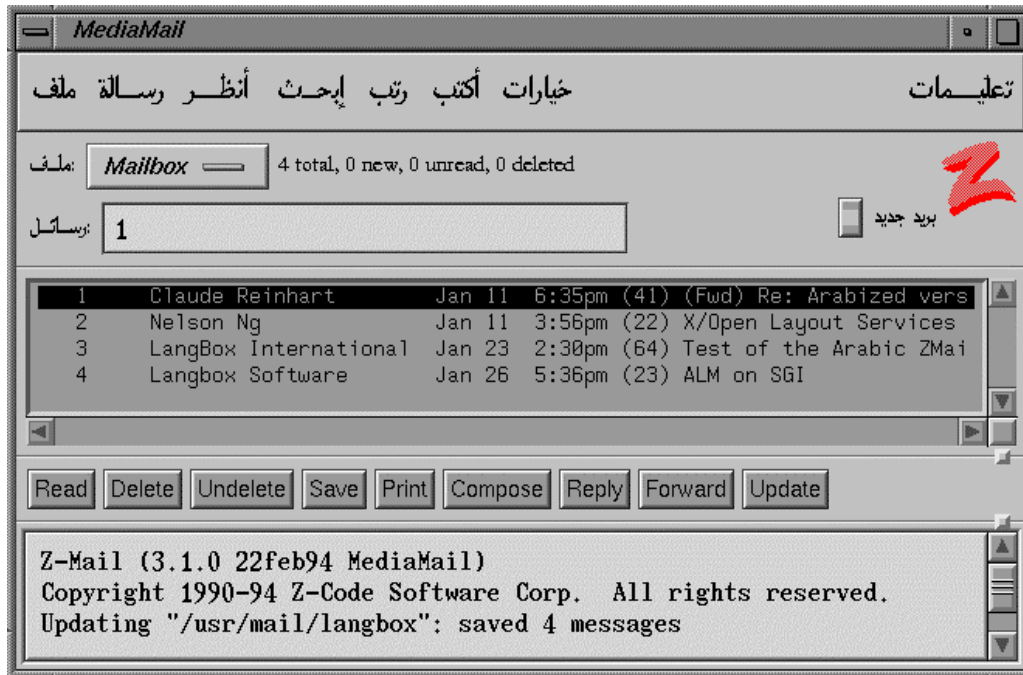 MediaMail
ملف رسالة أنظر إبحث رتب أكتب خيارات تعليمات
ملف: Mailbox 4 total, 0 new, 0 unread, 0 deleted
رسائل: 1 بريد جديد Z
1 Claude Reinhart Jan 11 6:35pm (41) (Fwd) Re: Arabized vers
2 Nelson Ng Jan 11 3:56pm (22) X/Open Layout Services
3 LangBox International Jan 23 2:30pm (64) Test of the Arabic ZMai
4 Langbox Software Jan 26 5:36pm (23) ALM on SGI
Read Delete Undelete Save Print Compose Reply Forward Update
Z-Mail (3.1.0 22feb94 MediaMail)
Copyright 1990-94 Z-Code Software Corp. All rights reserved.
Updating "/usr/mail/langbox": saved 4 messages